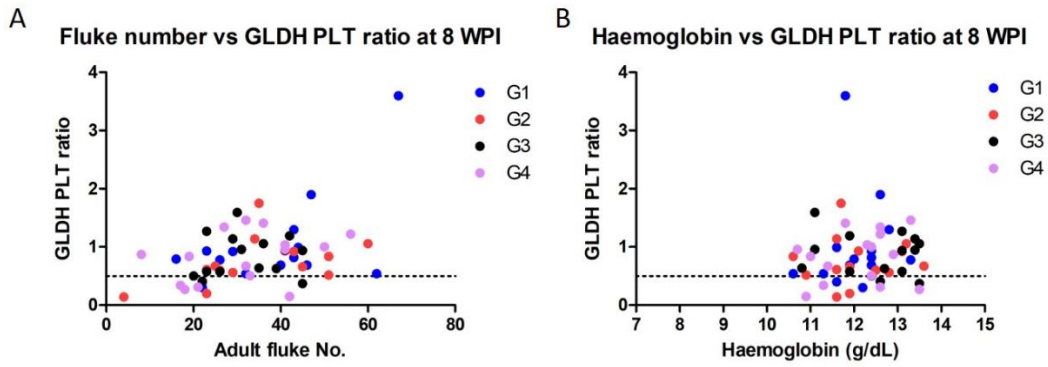 A
Fluke number vs GLDH PLT ratio at 8 WPI
GLDH PLT ratio
4
3
2
1
0
0 20 40 60 80
Adult fluke No.
G1
G2
G3
G4
B
Haemoglobin vs GLDH PLT ratio at 8 WPI
GLDH PLT ratio
4
3
2
1
0
7 8 9 10 11 12 13 14 15
Haemoglobin (g/dL)
G1
G2
G3
G4